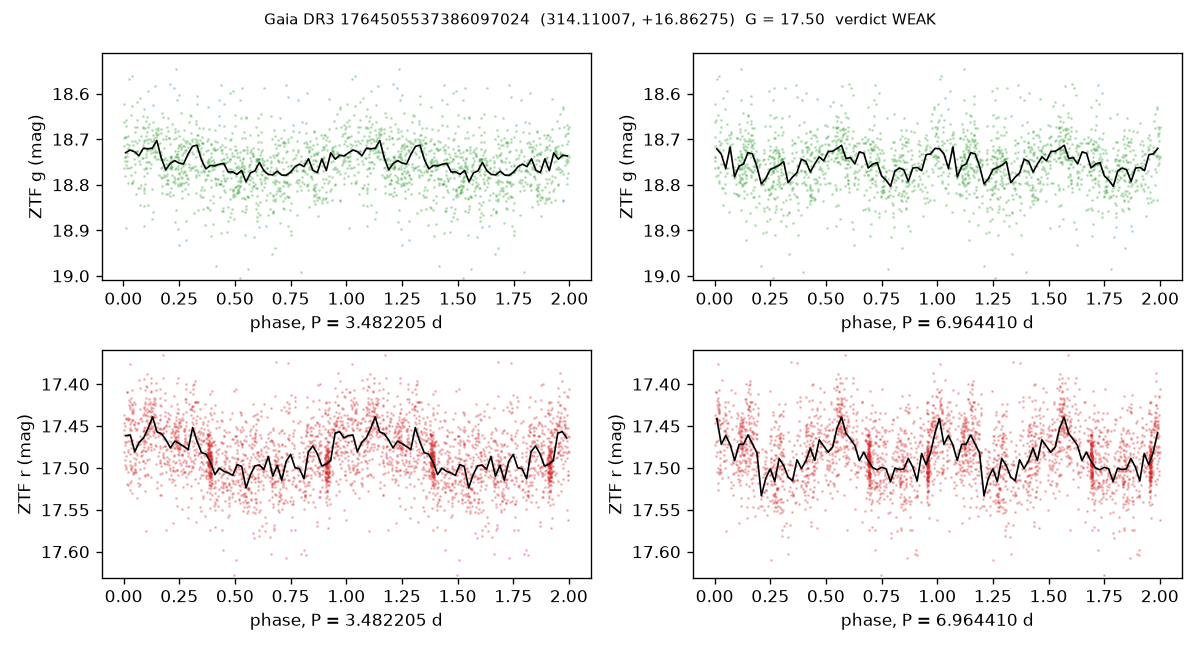 Gaia DR3 1764505537386097024 (314.11007, +16.86275) G = 17.50 verdict WEAK
ZTF g (mag)
18.6
18.7
18.8
18.9
19.0
0.00 0.25 0.50 0.75 1.00 1.25 1.50 1.75 2.00
phase, P = 3.482205 d
ZTF g (mag)
18.6
18.7
18.8
18.9
19.0
0.00 0.25 0.50 0.75 1.00 1.25 1.50 1.75 2.00
phase, P = 6.964410 d
ZTF r (mag)
17.40
17.45
17.50
17.55
17.60
0.00 0.25 0.50 0.75 1.00 1.25 1.50 1.75 2.00
phase, P = 3.482205 d
ZTF r (mag)
17.40
17.45
17.50
17.55
17.60
0.00 0.25 0.50 0.75 1.00 1.25 1.50 1.75 2.00
phase, P = 6.964410 d